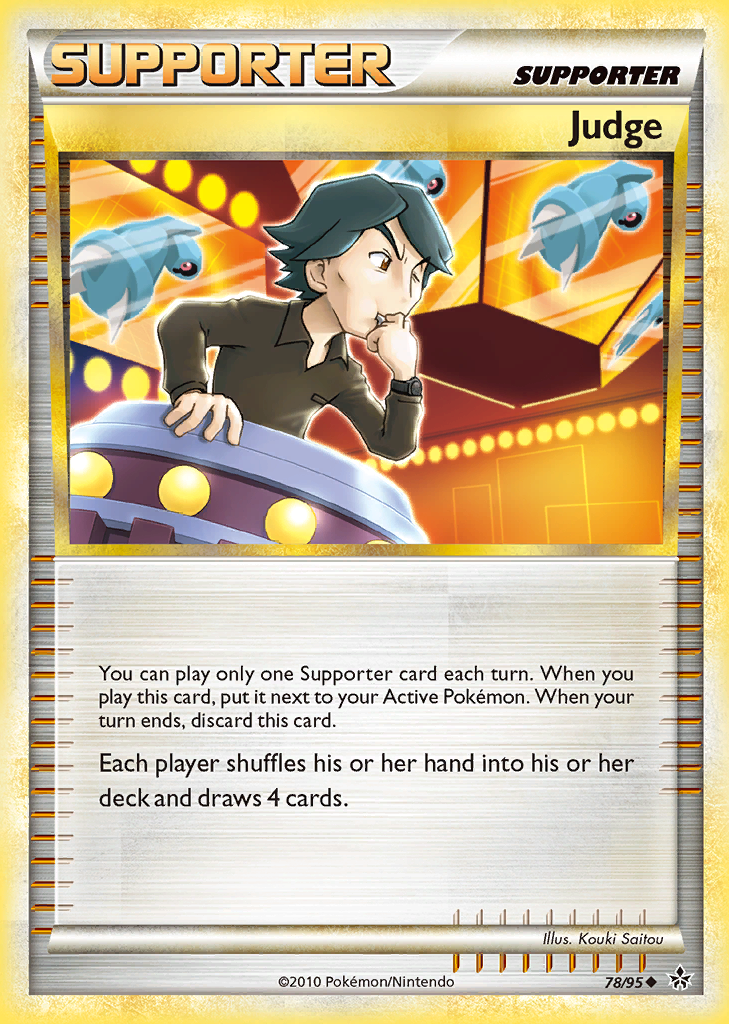 SUPPORTER
SUPPORTER
Judge
You can play only one Supporter card each turn. When you
play this card, put it next to your Active Pokémon. When your
turn ends, discard this card.
Each player shuffles his or her hand into his or her
deck and draws 4 cards.
Illus. Kouki Saitou
©2010 Pokémon/Nintendo
78/95